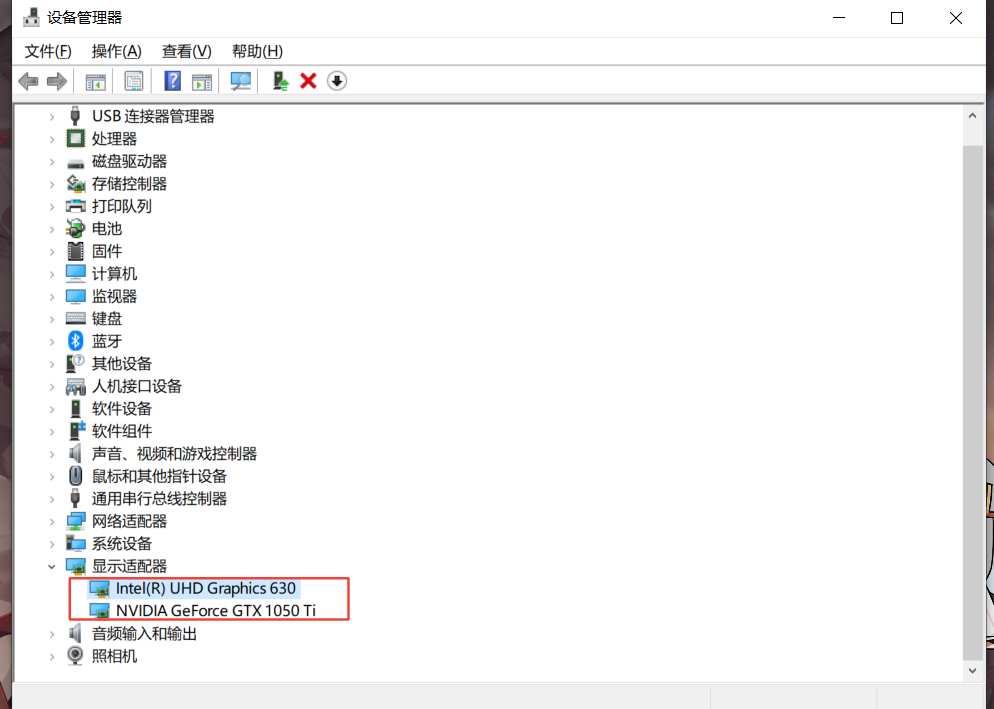 设备管理器
文件(F) 操作(A) 查看(V) 帮助(H)
USB 连接器管理器
处理器
磁盘驱动器
存储控制器
打印队列
电池
固件
计算机
监视器
键盘
蓝牙
其他设备
人机接口设备
软件设备
软件组件
声音、视频和游戏控制器
鼠标和其他指针设备
通用串行总线控制器
网络适配器
系统设备
显示适配器
Intel(R) UHD Graphics 630
NVIDIA GeForce GTX 1050 Ti
音频输入和输出
照相机